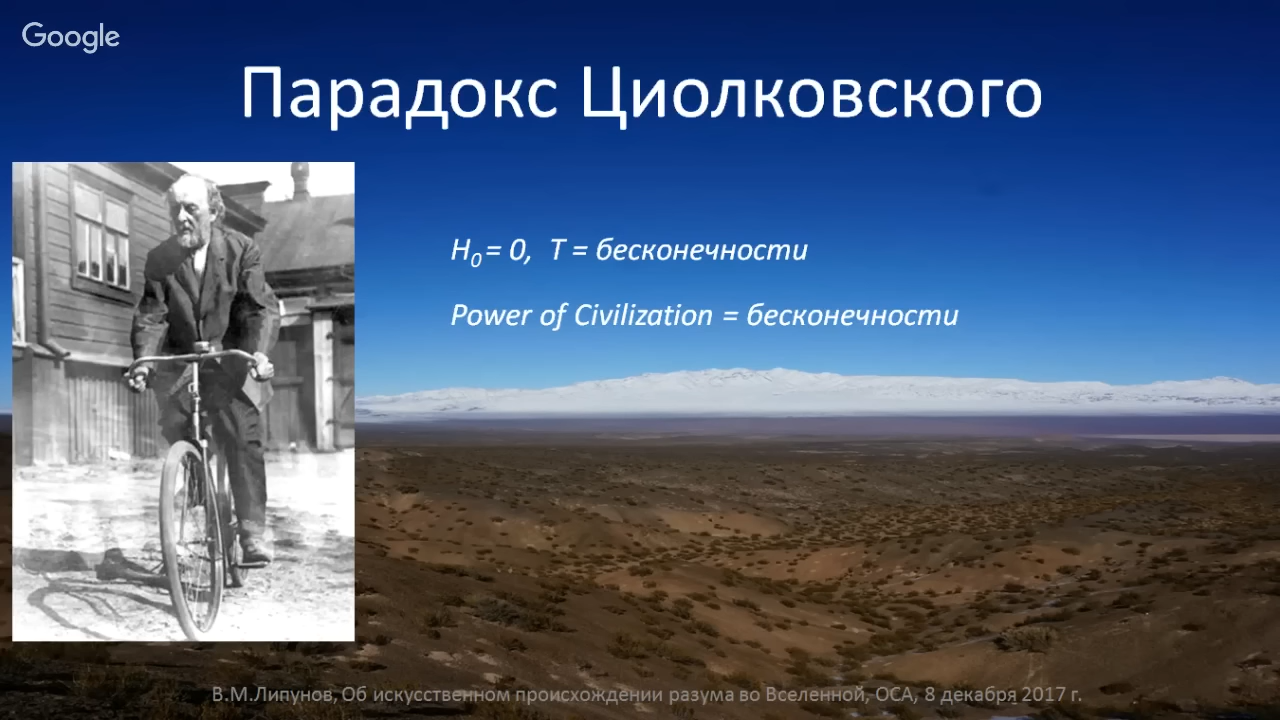 Google
Парадокс Циолковского
H₀ = 0, T = бесконечности
Power of Civilization = бесконечности
В.М.Липунов, Об искусственном происхождении разума во Вселенной, ОСА, 8 декабря 2017 г.